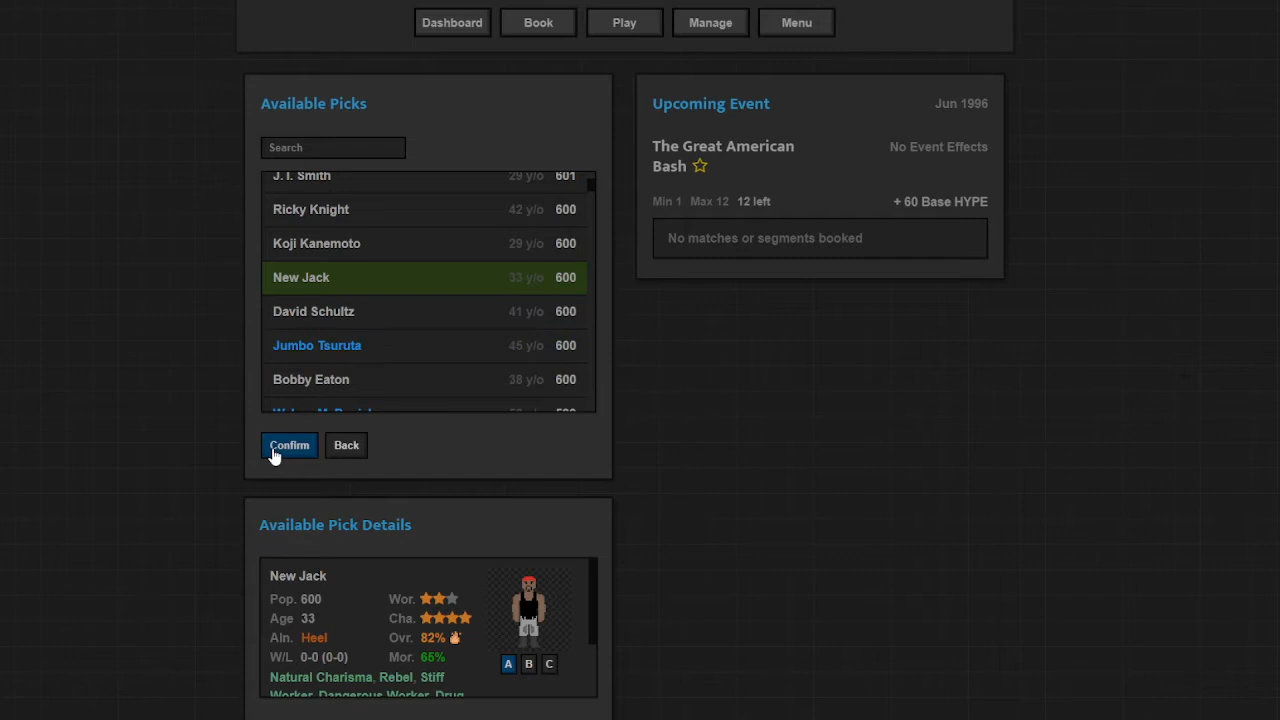 Dashboard
Book
Play
Manage
Menu
Available Picks
Search
J.T. Smith 29 y/o 601
Ricky Knight 42 y/o 600
Koji Kanemoto 29 y/o 600
New Jack 33 y/o 600
David Schultz 41 y/o 600
Jumbo Tsuruta 45 y/o 600
Bobby Eaton 38 y/o 600
Confirm
Back
Upcoming Event Jun 1996
The Great American No Event Effects
Bash
Min 1 Max 12 12 left + 60 Base HYPE
No matches or segments booked
Available Pick Details
New Jack
Pop. 600 Wor.
Age 33 Cha.
Aln. Heel Ovr. 82%
W/L 0-0 (0-0) Mor. 65%
A B C
Natural Charisma, Rebel, Stiff
Worker, Dangerous Worker, Drug